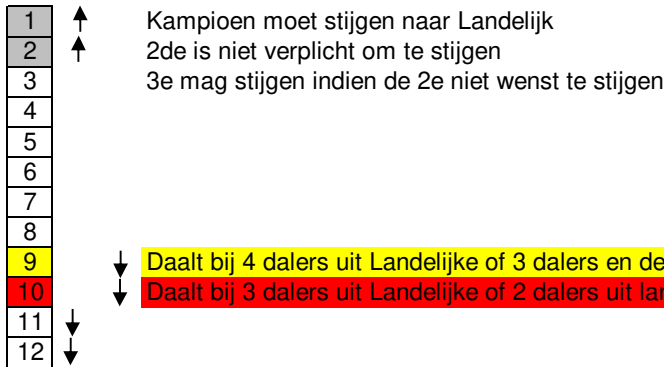 1 Kampioen moet stijgen naar Landelijk
2 2de is niet verplicht om te stijgen
3 3e mag stijgen indien de 2e niet wenst te stijgen
4
5
6
7
8
9 Daalt bij 4 dalers uit Landelijke of 3 dalers en de
10 Daalt bij 3 dalers uit Landelijke of 2 dalers uit
11
12